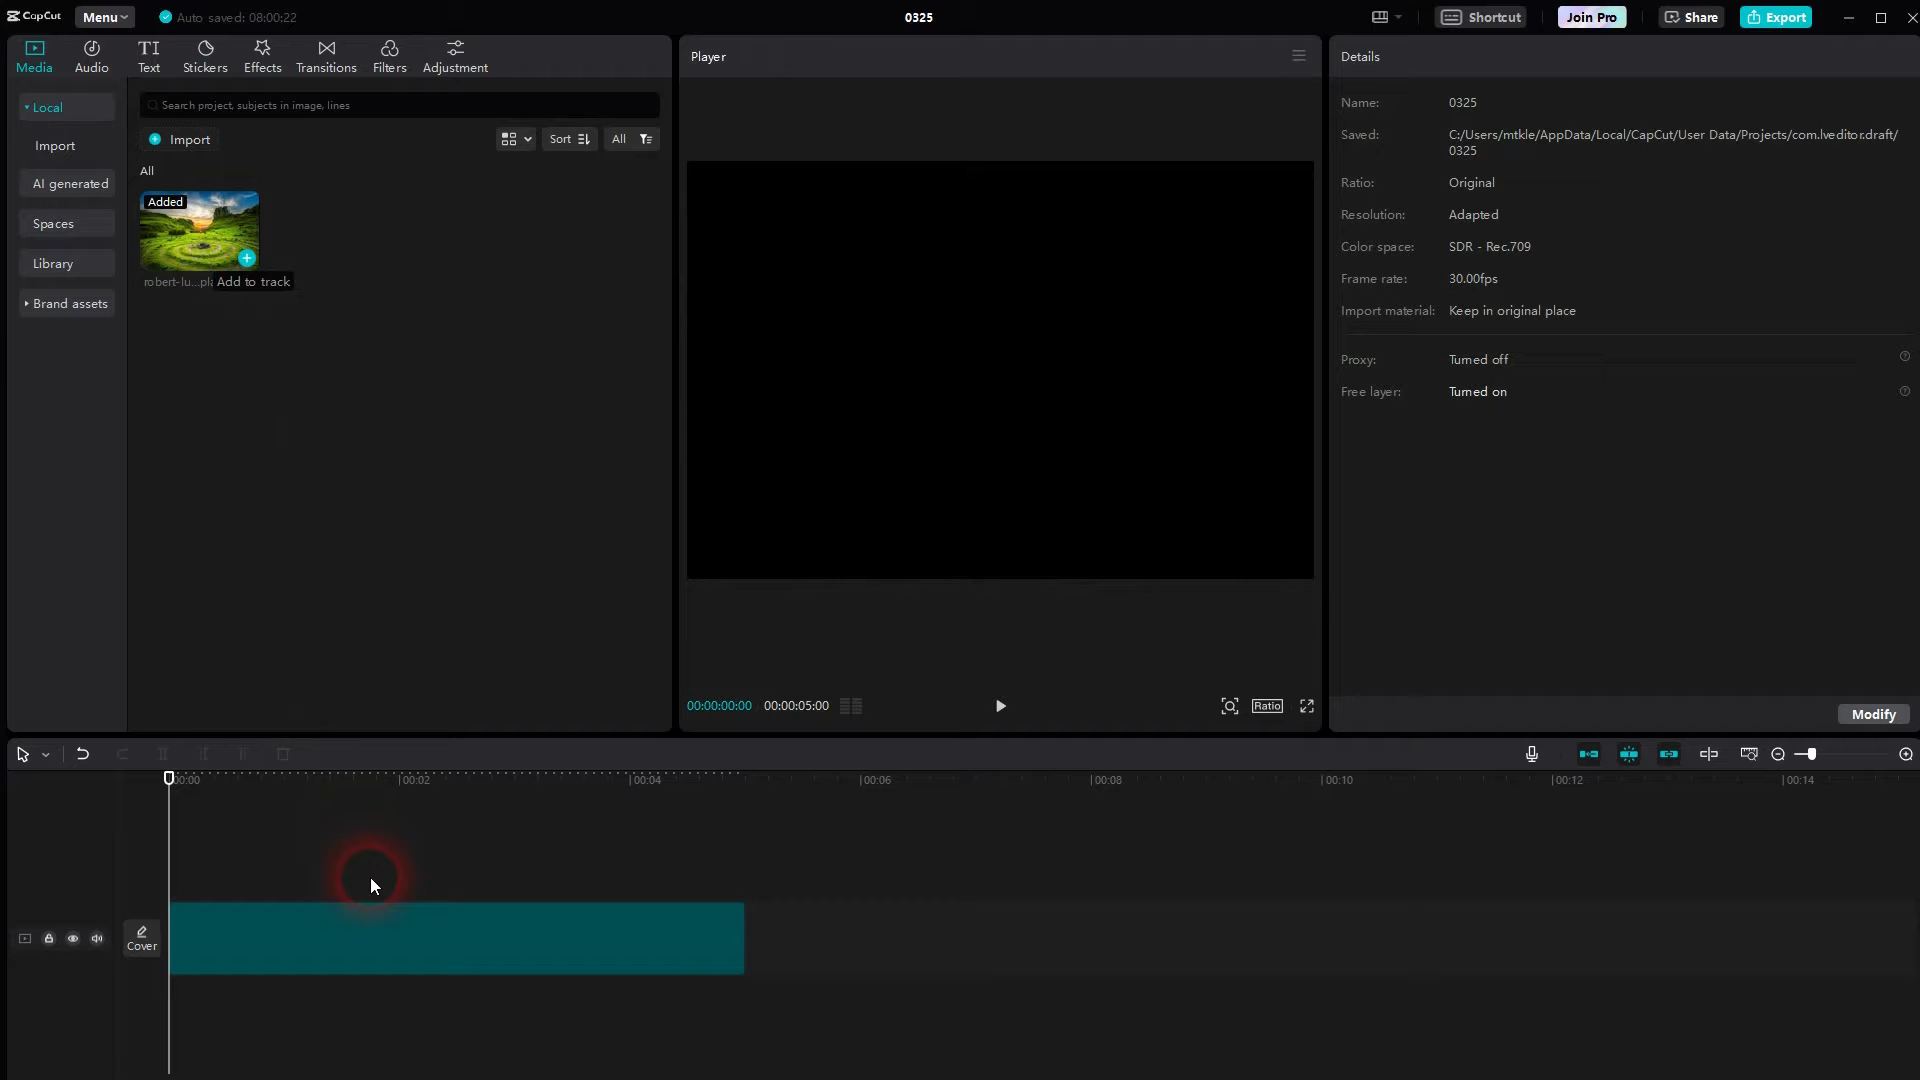 CapCut
Menu
Auto saved: 08:00:22
0325
Shortcut
Join Pro
Share
Export
Media
Audio
Text
Stickers
Effects
Transitions
Filters
Adjustment
Local
Import
AI generated
Spaces
Library
Brand assets
Search project, subjects in image, lines
Import
Sort
All
All
Added
robert-lu...pl
Add to track
Player
00:00:00:00
00:00:05:00
Ratio
Details
Name: 0325
Saved: C:/Users/mtkle/AppData/Local/CapCut/User Data/Projects/com.lveditor.draft/
0325
Ratio: Original
Resolution: Adapted
Color space: SDR - Rec.709
Frame rate: 30.00fps
Import material: Keep in original place
Proxy: Turned off
Free layer: Turned on
Modify
00:00
00:02
00:04
00:06
00:08
00:10
00:12
00:14
Cover